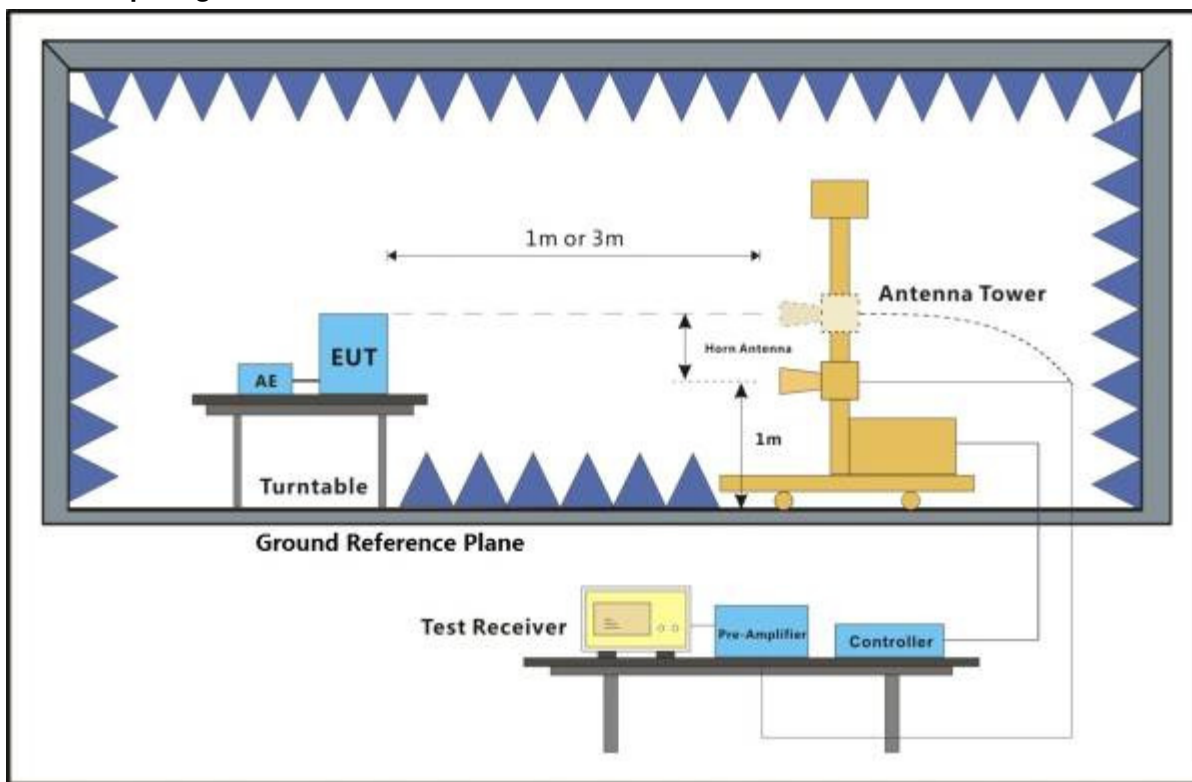 1m or 3m
Antenna Tower
Horn Antenna
EUT
AE
1m
Turntable
Ground Reference Plane
Test Receiver
Pre-Amplifier
Controller